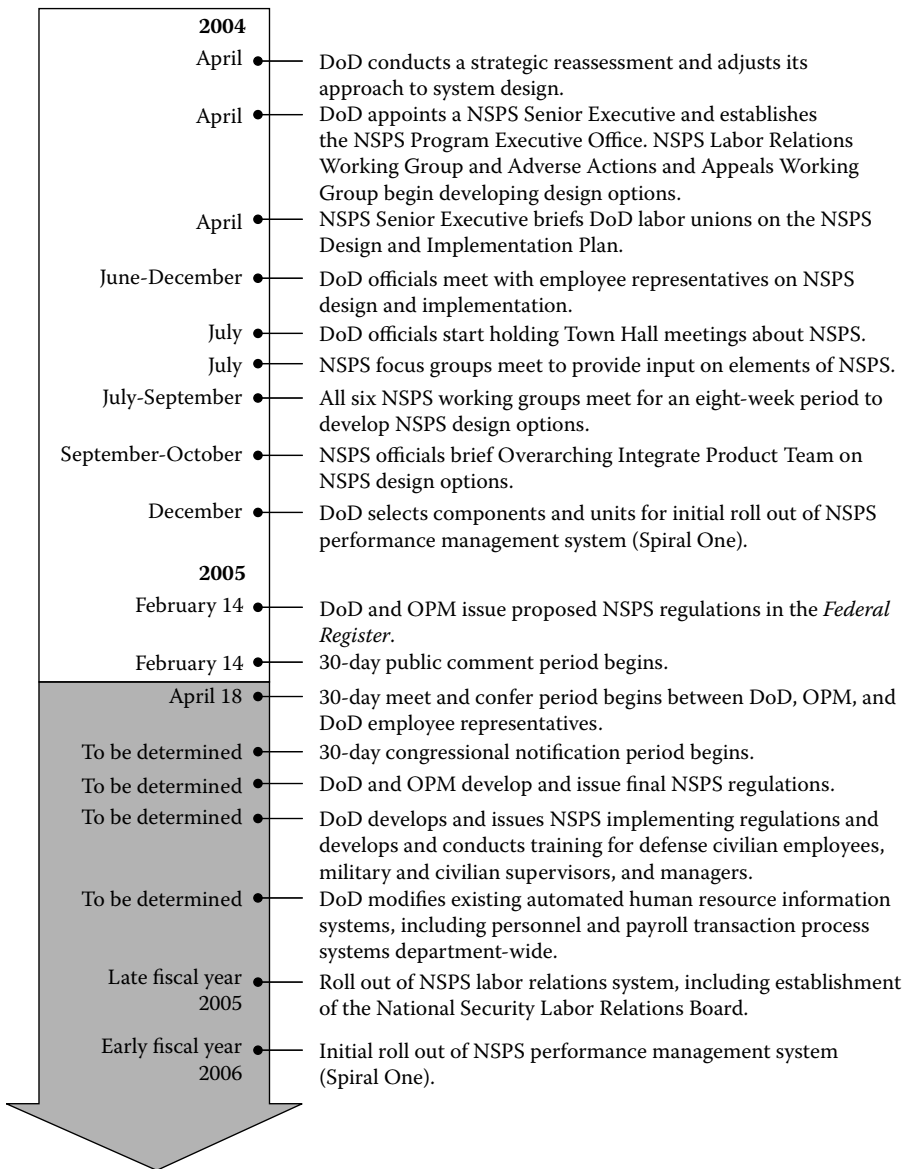 2004
April DoD conducts a strategic reassessment and adjusts its
approach to system design.
April DoD appoints a NSPS Senior Executive and establishes
the NSPS Program Executive Office. NSPS Labor Relations
Working Group and Adverse Actions and Appeals Working
Group begin developing design options.
April NSPS Senior Executive briefs DoD labor unions on the NSPS
Design and Implementation Plan.
June-December DoD officials meet with employee representatives on NSPS
design and implementation.
July DoD officials start holding Town Hall meetings about NSPS.
July NSPS focus groups meet to provide input on elements of NSPS.
July-September All six NSPS working groups meet for an eight-week period to
develop NSPS design options.
September-October NSPS officials brief Overarching Integrate Product Team on
NSPS design options.
December DoD selects components and units for initial roll out of NSPS
performance management system (Spiral One).
2005
February 14 DoD and OPM issue proposed NSPS regulations in the Federal
Register.
February 14 30-day public comment period begins.
April 18 30-day meet and confer period begins between DoD, OPM, and
DoD employee representatives.
To be determined 30-day congressional notification period begins.
To be determined DoD and OPM develop and issue final NSPS regulations.
To be determined DoD develops and issues NSPS implementing regulations and
develops and conducts training for defense civilian employees,
military and civilian supervisors, and managers.
To be determined DoD modifies existing automated human resource information
systems, including personnel and payroll transaction process
systems department-wide.
Late fiscal year Roll out of NSPS labor relations system, including establishment
2005 of the National Security Labor Relations Board.
Early fiscal year Initial roll out of NSPS performance management system
2006 (Spiral One).